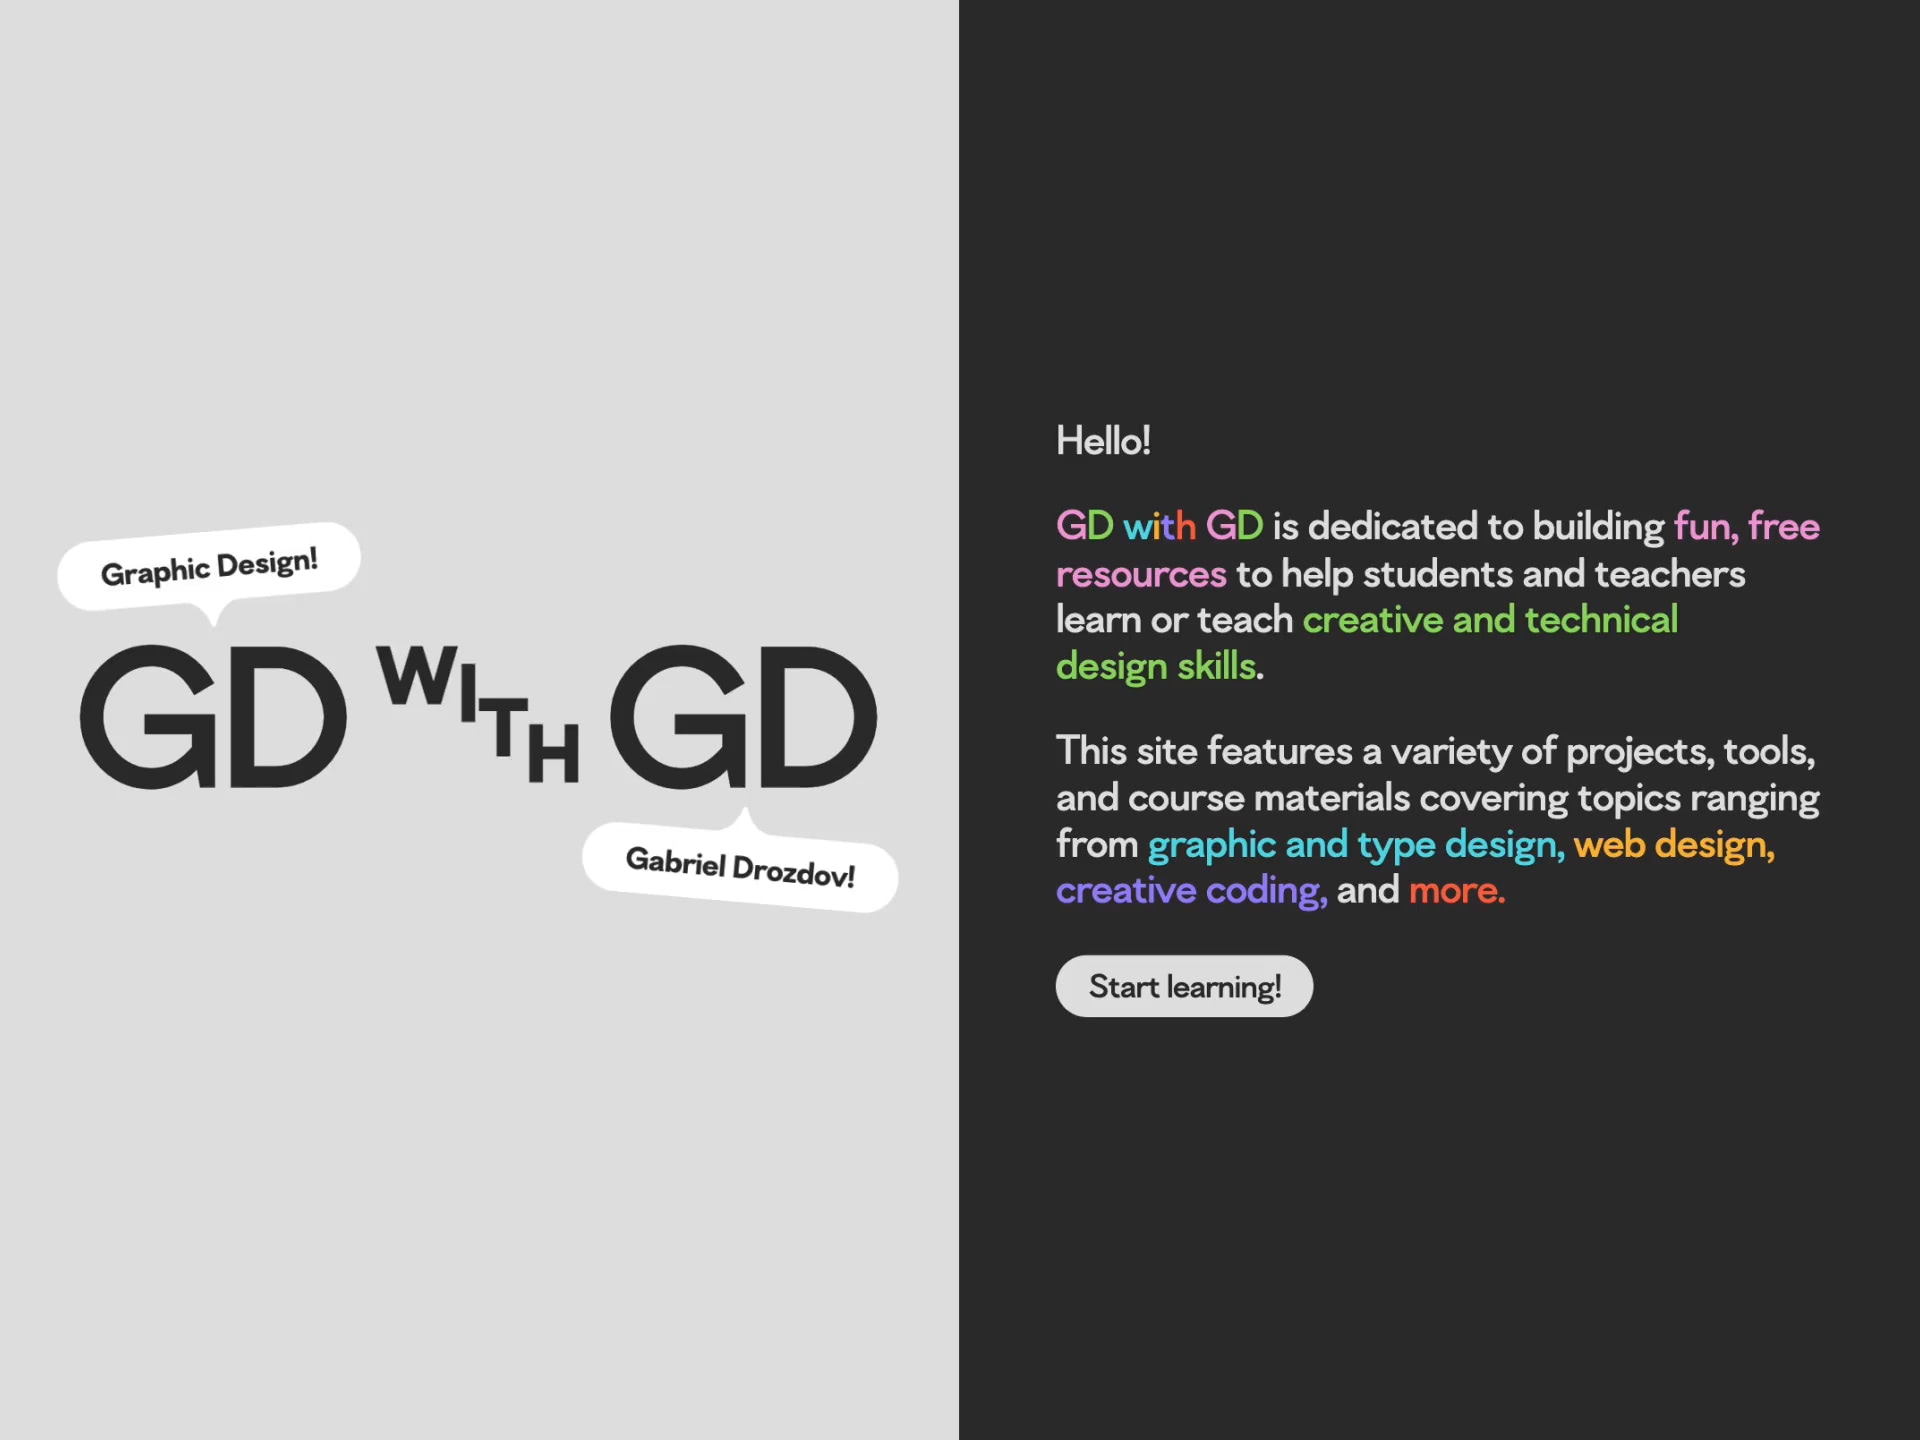 Graphic Design!
GD WITH GD
Gabriel Drozdov!
Hello!
GD with GD is dedicated to building fun, free
resources to help students and teachers
learn or teach creative and technical
design skills.
This site features a variety of projects, tools,
and course materials covering topics ranging
from graphic and type design, web design,
creative coding, and more.
Start learning!